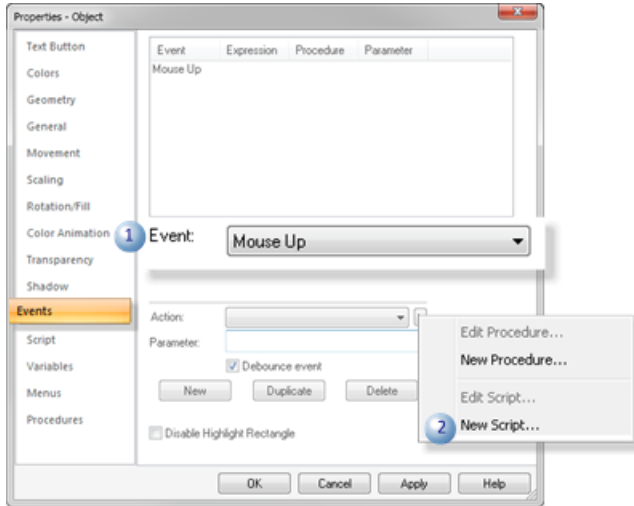 Properties - Object
Text Button
Colors
Geometry
General
Movement
Scaling
Rotation/Fill
Color Animation
Transparency
Shadow
Events
Script
Variables
Menus
Procedures
Event Expression Procedure Parameter
Mouse Up
1 Event: Mouse Up
Action:
Parameter:
Debounce event
New Duplicate Delete
Disable Highlight Rectangle
Edit Procedure...
New Procedure...
Edit Script...
2 New Script...
OK Cancel Apply Help